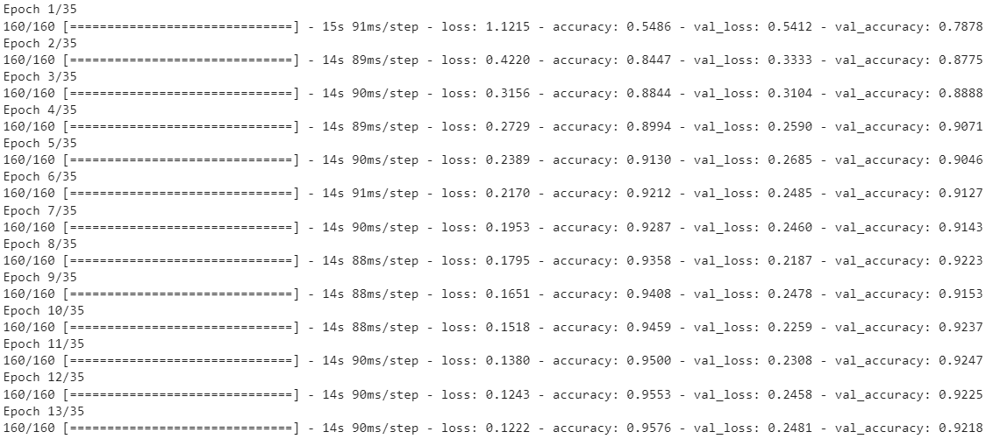 Epoch 1/35
160/160 [==============================] - 15s 91ms/step - loss: 1.1215 - accuracy: 0.5486 - val_loss: 0.5412 - val_accuracy: 0.7878
Epoch 2/35
160/160 [==============================] - 14s 89ms/step - loss: 0.4220 - accuracy: 0.8447 - val_loss: 0.3333 - val_accuracy: 0.8775
Epoch 3/35
160/160 [==============================] - 14s 90ms/step - loss: 0.3156 - accuracy: 0.8844 - val_loss: 0.3104 - val_accuracy: 0.8888
Epoch 4/35
160/160 [==============================] - 14s 89ms/step - loss: 0.2729 - accuracy: 0.8994 - val_loss: 0.2590 - val_accuracy: 0.9071
Epoch 5/35
160/160 [==============================] - 14s 90ms/step - loss: 0.2389 - accuracy: 0.9130 - val_loss: 0.2685 - val_accuracy: 0.9046
Epoch 6/35
160/160 [==============================] - 14s 91ms/step - loss: 0.2170 - accuracy: 0.9212 - val_loss: 0.2485 - val_accuracy: 0.9127
Epoch 7/35
160/160 [==============================] - 14s 90ms/step - loss: 0.1953 - accuracy: 0.9287 - val_loss: 0.2460 - val_accuracy: 0.9143
Epoch 8/35
160/160 [==============================] - 14s 88ms/step - loss: 0.1795 - accuracy: 0.9358 - val_loss: 0.2187 - val_accuracy: 0.9223
Epoch 9/35
160/160 [==============================] - 14s 88ms/step - loss: 0.1651 - accuracy: 0.9408 - val_loss: 0.2478 - val_accuracy: 0.9153
Epoch 10/35
160/160 [==============================] - 14s 88ms/step - loss: 0.1518 - accuracy: 0.9459 - val_loss: 0.2259 - val_accuracy: 0.9237
Epoch 11/35
160/160 [==============================] - 14s 90ms/step - loss: 0.1380 - accuracy: 0.9500 - val_loss: 0.2308 - val_accuracy: 0.9247
Epoch 12/35
160/160 [==============================] - 14s 90ms/step - loss: 0.1243 - accuracy: 0.9553 - val_loss: 0.2458 - val_accuracy: 0.9225
Epoch 13/35
160/160 [==============================] - 14s 90ms/step - loss: 0.1222 - accuracy: 0.9576 - val_loss: 0.2481 - val_accuracy: 0.9218